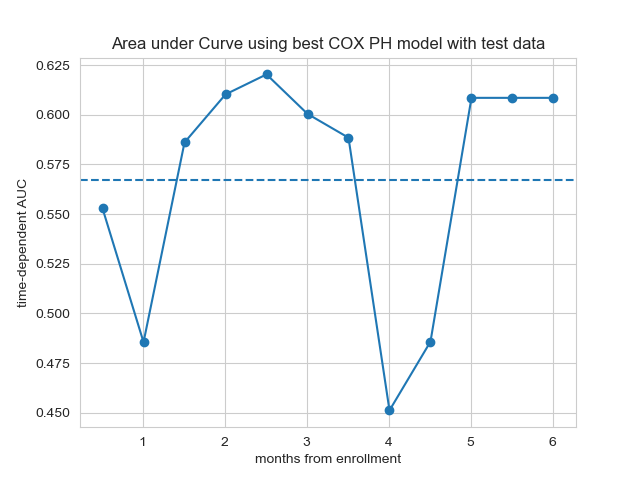 Area under Curve using best COX PH model with test data
time-dependent AUC
0.625
0.600
0.575
0.550
0.525
0.500
0.475
0.450
1 2 3 4 5 6
months from enrollment